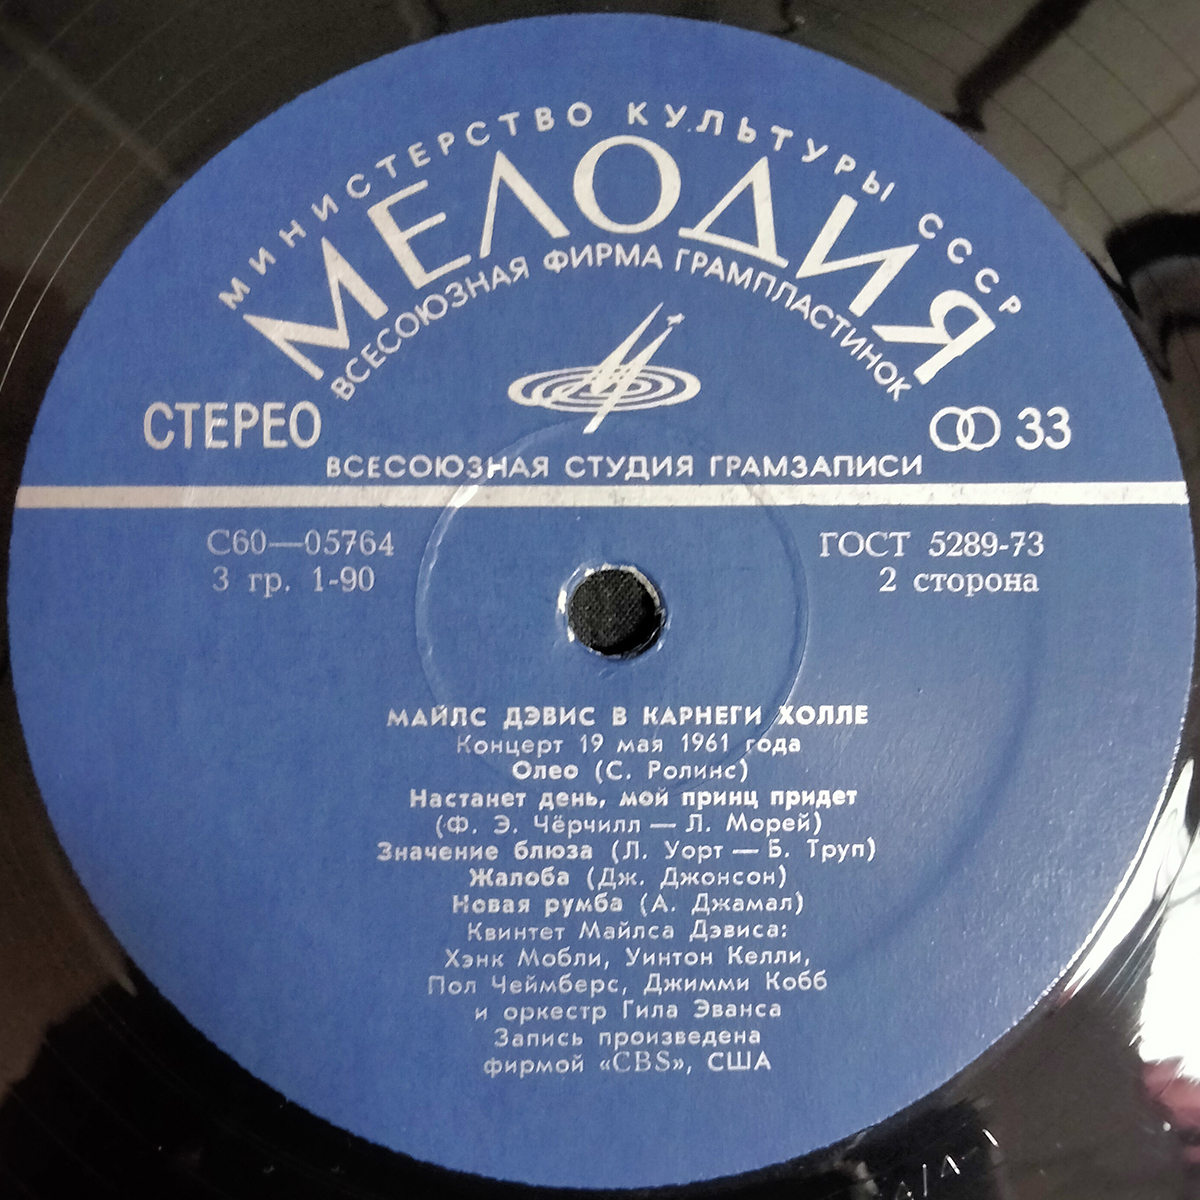 МИНИСТЕРСТВО КУЛЬТУРЫ СССР
МЕЛОДИЯ
ВСЕСОЮЗНАЯ ФИРМА ГРАМПЛАСТИНОК
СТЕРЕО
33
ВСЕСОЮЗНАЯ СТУДИЯ ГРАМЗАПИСИ
С60—05764
ГОСТ 5289-73
3 гр. 1-90
2 сторона
МАЙЛС ДЭВИС В КАРНЕГИ ХОЛЛЕ
Концерт 19 мая 1961 года
Олео (С. Ролинс)
Настанет день, мой принц придет
(Ф. Э. Чёрчилл — Л. Морей)
Значение блюза (Л. Уорт — Б. Труп)
Жалоба (Дж. Джонсон)
Новая румба (А. Джамал)
Квинтет Майлса Дэвиса:
Хэнк Мобли, Уинтон Келли,
Пол Чеймберс, Джимми Кобб
и оркестр Гила Эванса
Запись произведена
фирмой «CBS», США